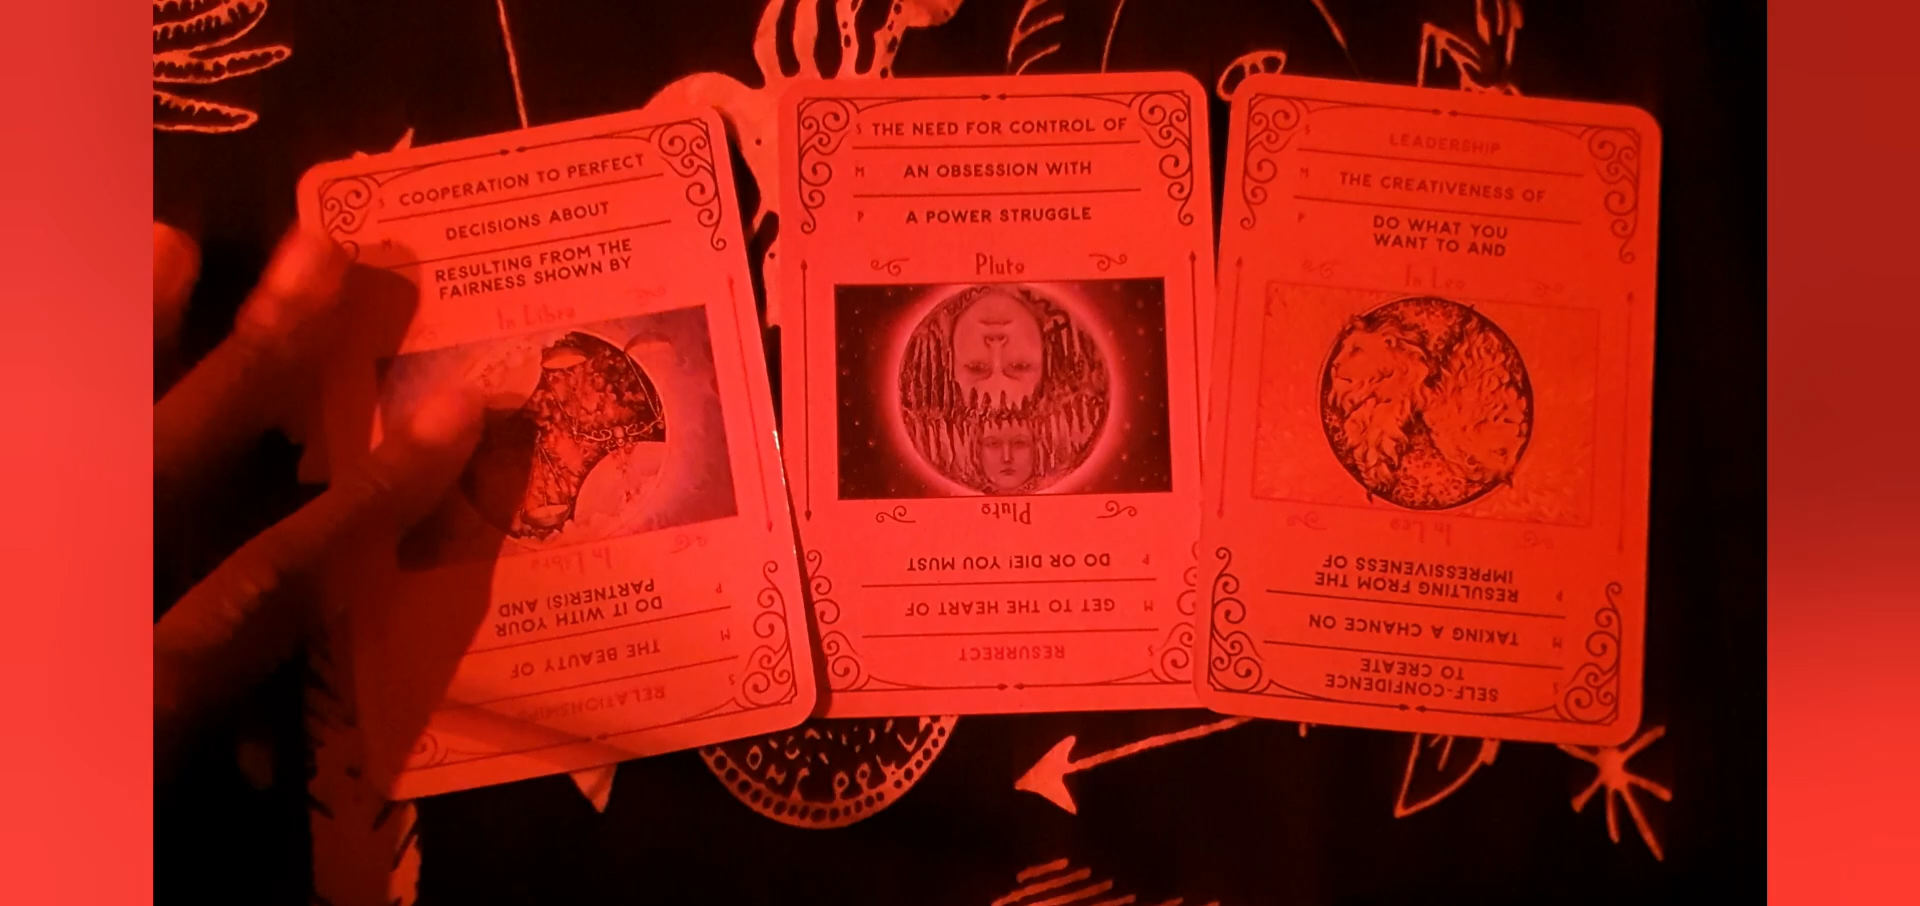 S COOPERATION TO PERFECT
M DECISIONS ABOUT
RESULTING FROM THE
FAIRNESS SHOWN BY
In Libra
In Libra
P DO IT WITH YOUR
PARTNER(S) AND
M THE BEAUTY OF
S RELATIONSHIPS
S THE NEED FOR CONTROL OF
M AN OBSESSION WITH
P A POWER STRUGGLE
Pluto
Pluto
P DO OR DIE! YOU MUST
M GET TO THE HEART OF
S RESURRECT
S LEADERSHIP
M THE CREATIVENESS OF
P DO WHAT YOU
WANT TO AND
In Leo
In Leo
P RESULTING FROM THE
IMPRESSIVENESS OF
M TAKING A CHANCE ON
S SELF-CONFIDENCE
TO CREATE